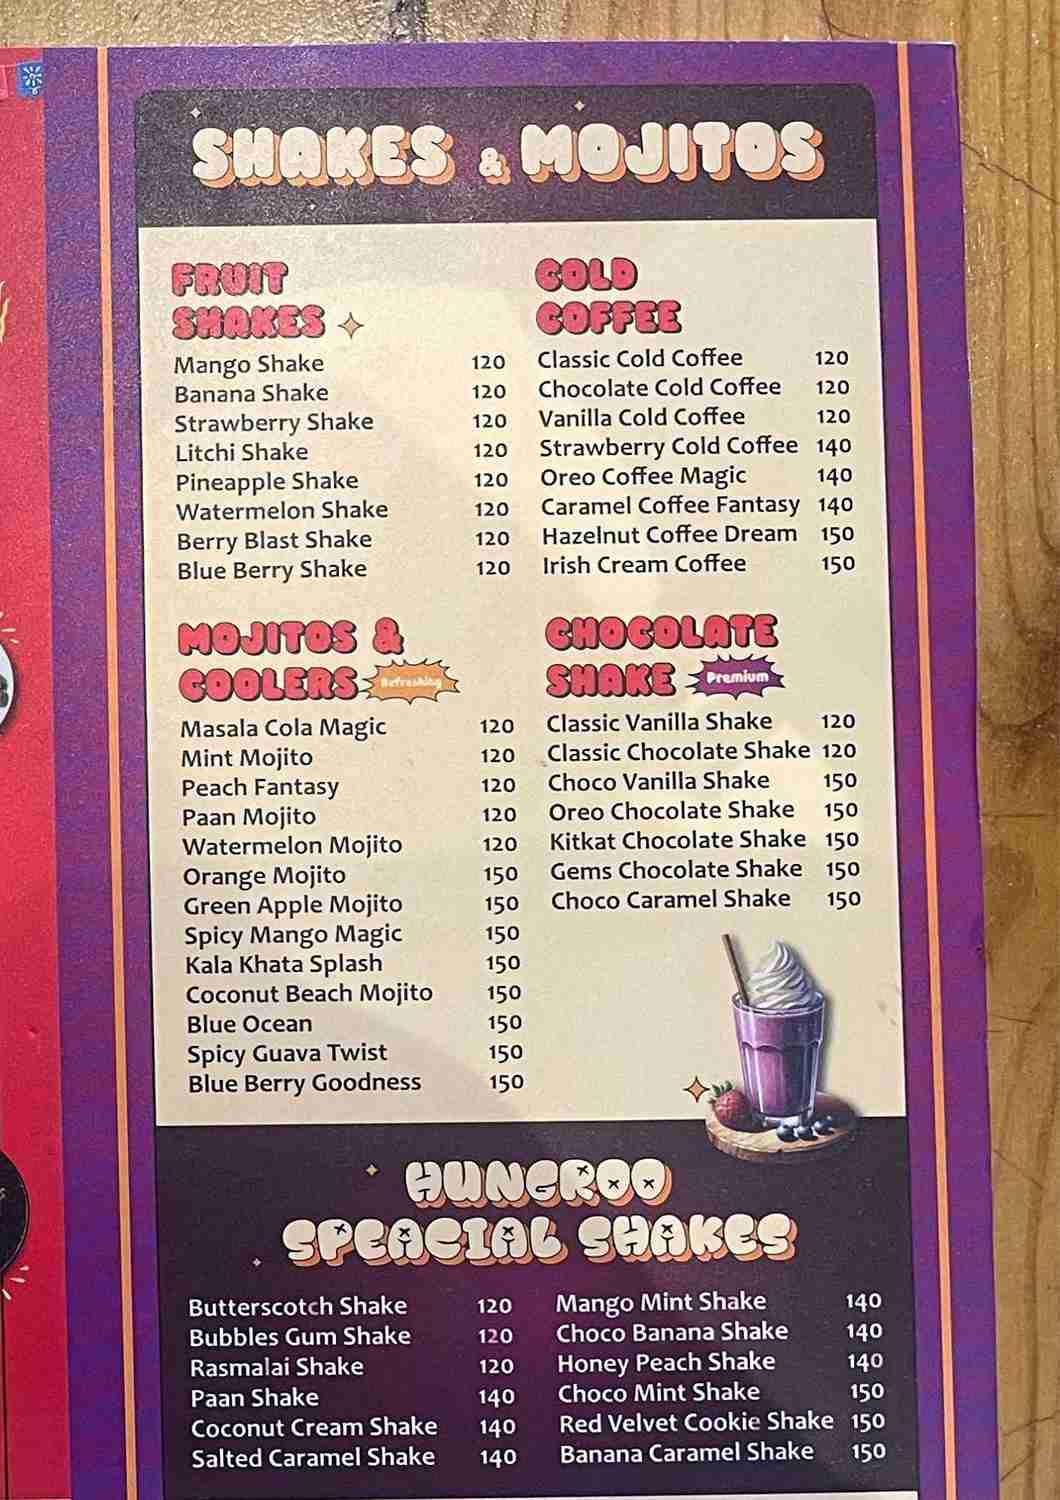 SHAKES & MOJITOS
FRUIT
SHAKES
Mango Shake 120
Banana Shake 120
Strawberry Shake 120
Litchi Shake 120
Pineapple Shake 120
Watermelon Shake 120
Berry Blast Shake 120
Blue Berry Shake 120
COLD
COFFEE
Classic Cold Coffee 120
Chocolate Cold Coffee 120
Vanilla Cold Coffee 120
Strawberry Cold Coffee 140
Oreo Coffee Magic 140
Caramel Coffee Fantasy 140
Hazelnut Coffee Dream 150
Irish Cream Coffee 150
MOJITOS &
COOLERS Refreshing
Masala Cola Magic 120
Mint Mojito 120
Peach Fantasy 120
Paan Mojito 120
Watermelon Mojito 120
Orange Mojito 150
Green Apple Mojito 150
Spicy Mango Magic 150
Kala Khata Splash 150
Coconut Beach Mojito 150
Blue Ocean 150
Spicy Guava Twist 150
Blue Berry Goodness 150
CHOCOLATE
SHAKE Premium
Classic Vanilla Shake 120
Classic Chocolate Shake 120
Choco Vanilla Shake 150
Oreo Chocolate Shake 150
Kitkat Chocolate Shake 150
Gems Chocolate Shake 150
Choco Caramel Shake 150
HUNGROO
SPEACIAL SHAKES
Butterscotch Shake 120
Bubbles Gum Shake 120
Rasmalai Shake 120
Paan Shake 140
Coconut Cream Shake 140
Salted Caramel Shake 140
Mango Mint Shake 140
Choco Banana Shake 140
Honey Peach Shake 140
Choco Mint Shake 150
Red Velvet Cookie Shake 150
Banana Caramel Shake 150